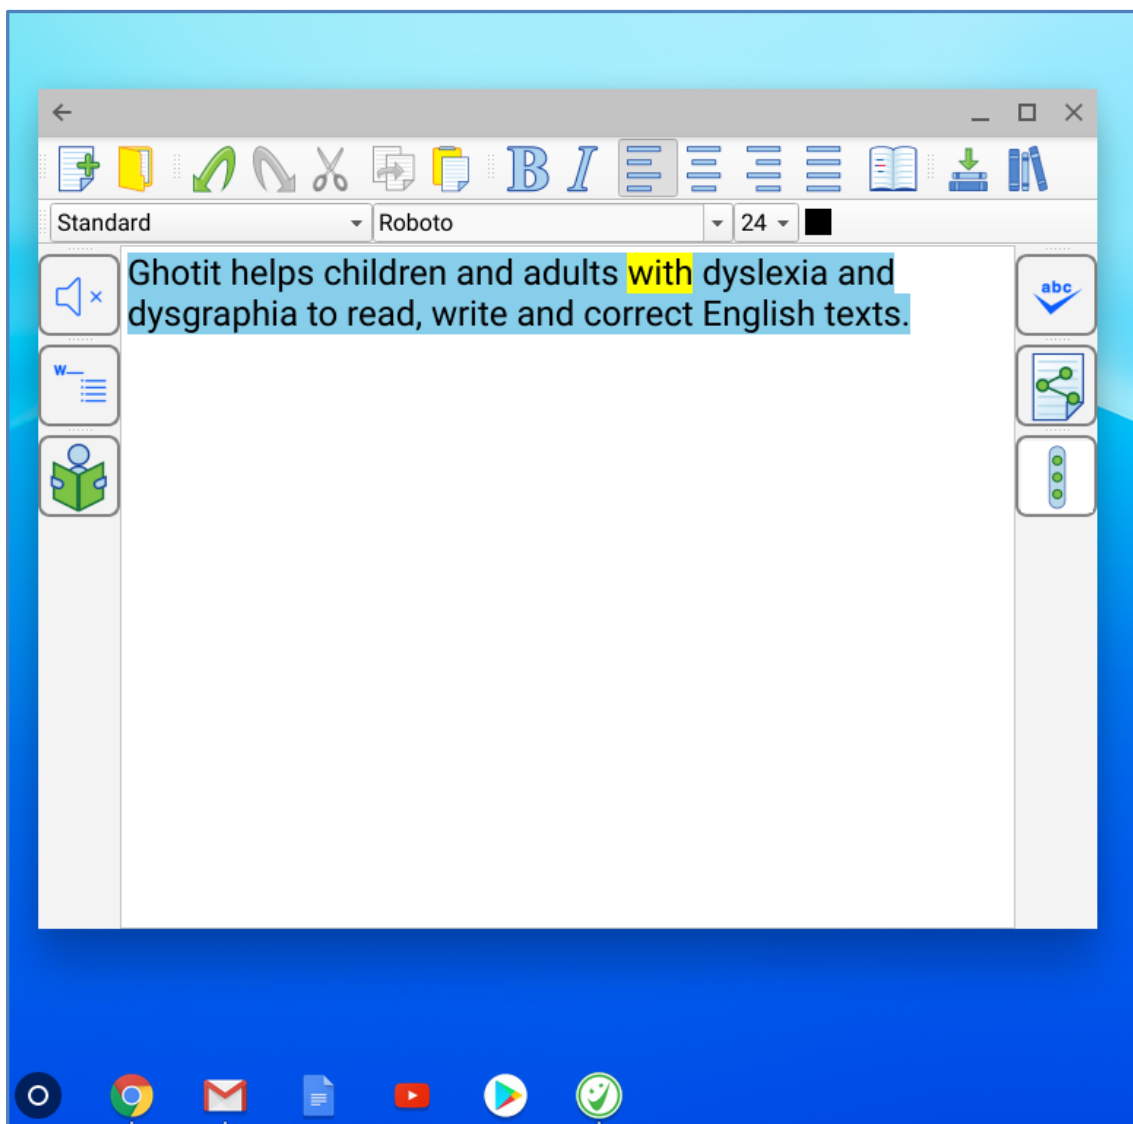 B I
Standard Roboto 24
Ghotit helps children and adults with dyslexia and
dysgraphia to read, write and correct English texts.
abc
W